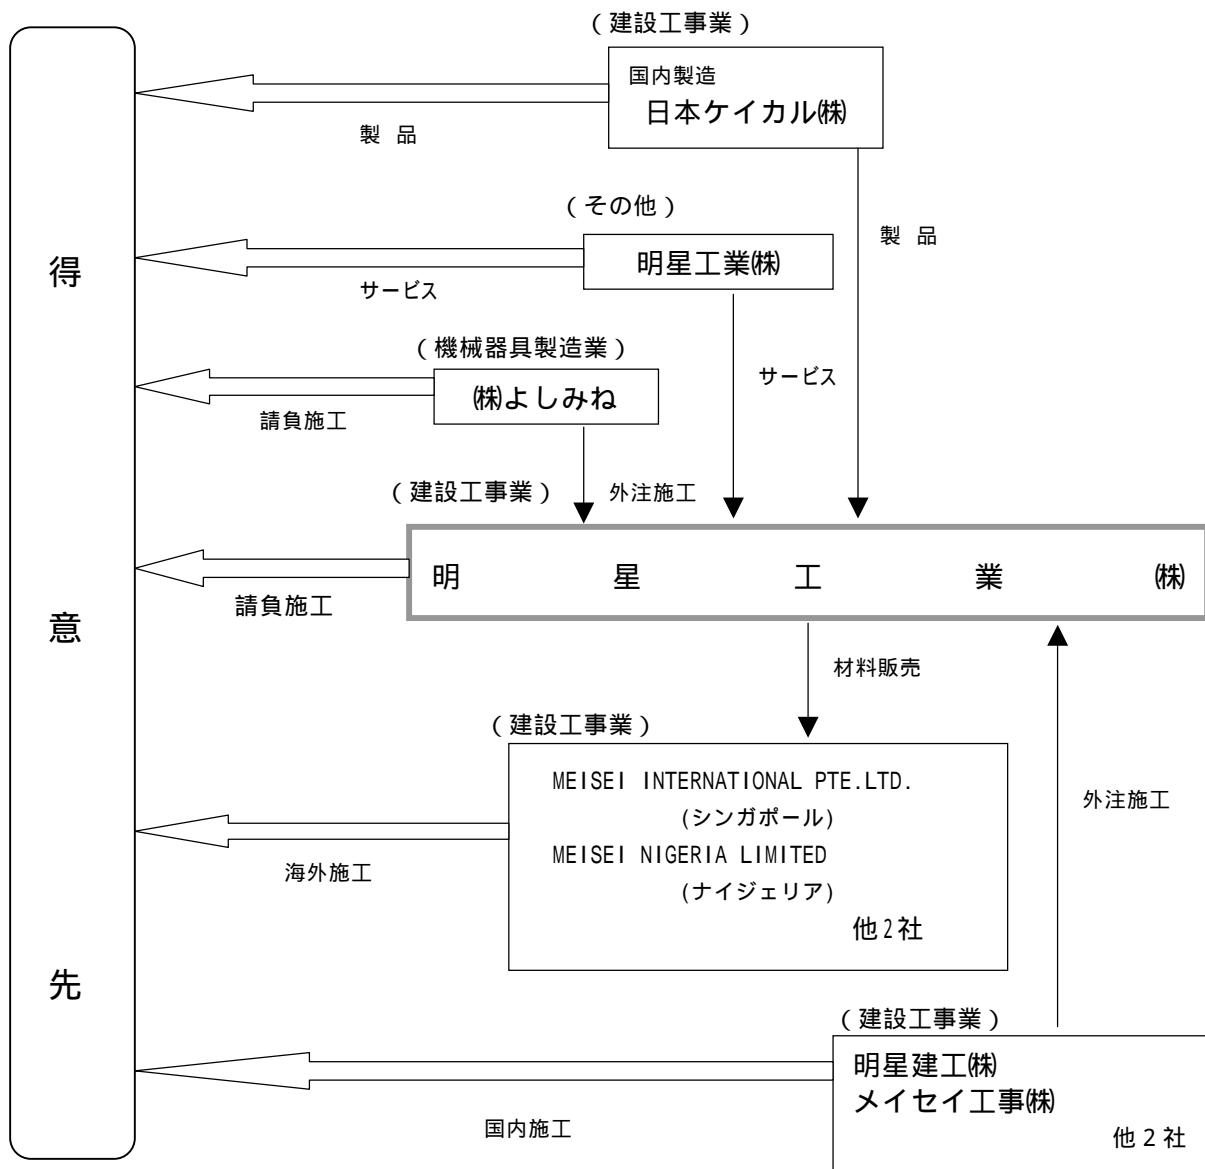 (建設工事業)
国内製造
日本ケイカル㈱
製 品
(その他)
製 品
明星工業㈱
サービス
(機械器具製造業)
サービス
㈱よしみね
請負施工
(建設工事業)
外注施工
明 星 工 業 ㈱
請負施工
材料販売
(建設工事業)
MEISEI INTERNATIONAL PTE.LTD.
(シンガポール)
MEISEI NIGERIA LIMITED
(ナイジェリア)
他2社
海外施工
外注施工
(建設工事業)
明星建工㈱
メイセイ工事㈱
他2社
国内施工
得
意
先